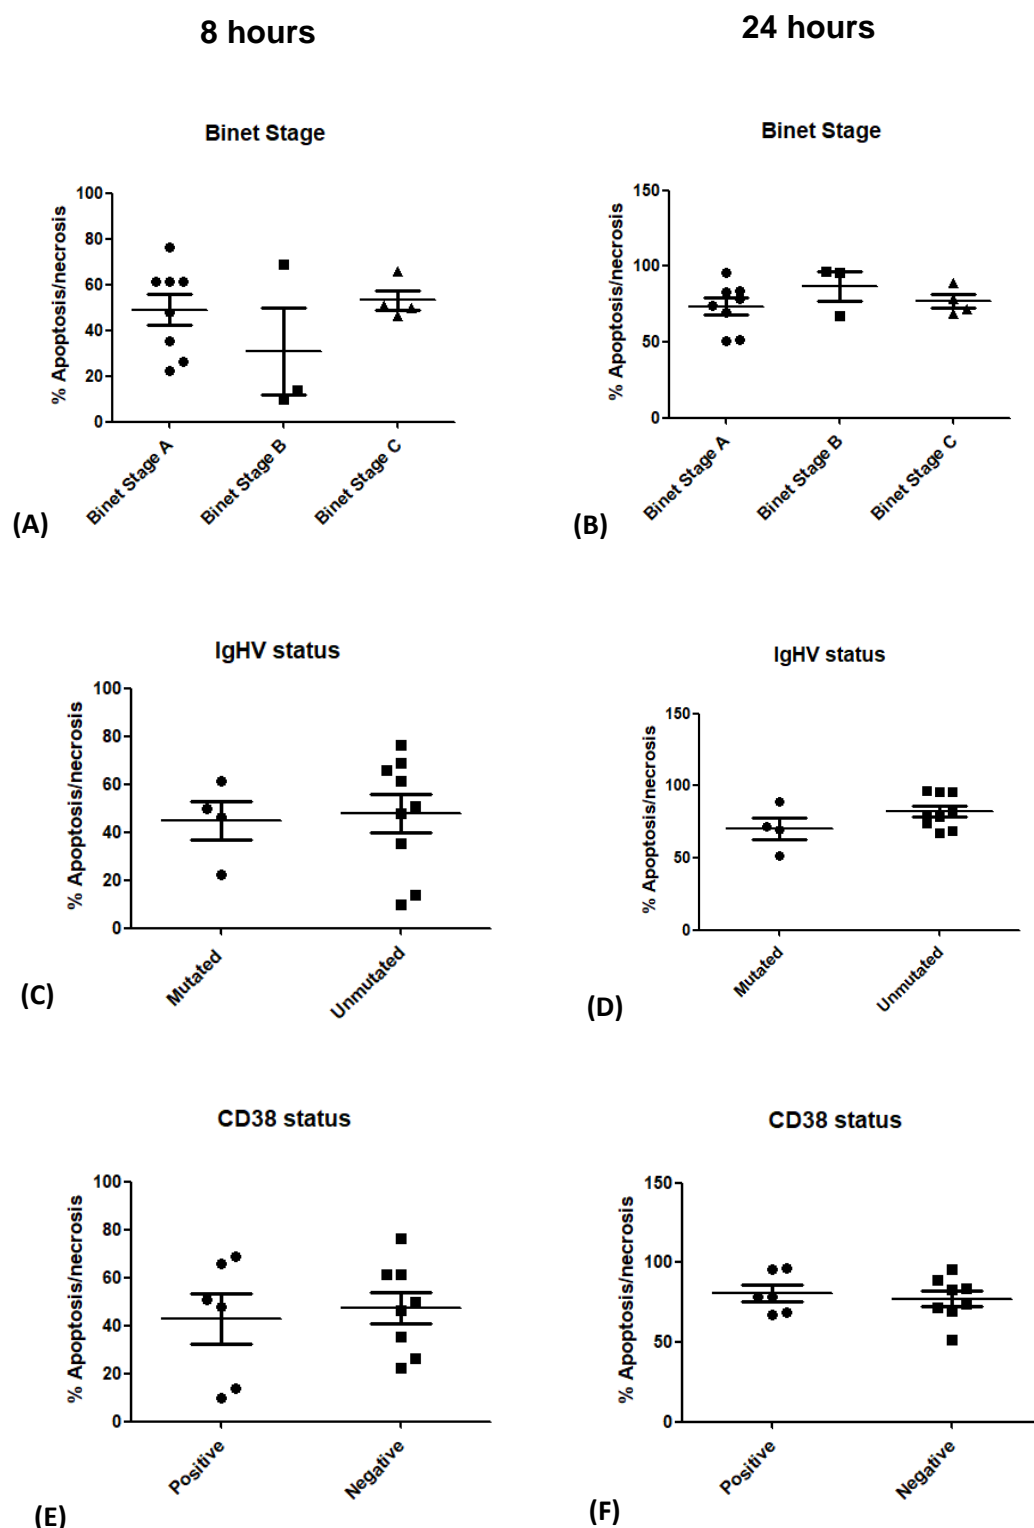 8 hours
24 hours
Binet Stage
% Apoptosis/necrosis
100
80
60
40
20
0
Binet Stage A
Binet Stage B
Binet Stage C
(A)
Binet Stage
% Apoptosis/necrosis
150
100
50
0
Binet Stage A
Binet Stage B
Binet Stage C
(B)
IgHV status
% Apoptosis/necrosis
100
80
60
40
20
0
Mutated
Unmutated
(C)
IgHV status
% Apoptosis/necrosis
150
100
50
0
Mutated
Unmutated
(D)
CD38 status
% Apoptosis/necrosis
100
80
60
40
20
0
Positive
Negative
(E)
CD38 status
% Apoptosis/necrosis
150
100
50
0
Positive
Negative
(F)